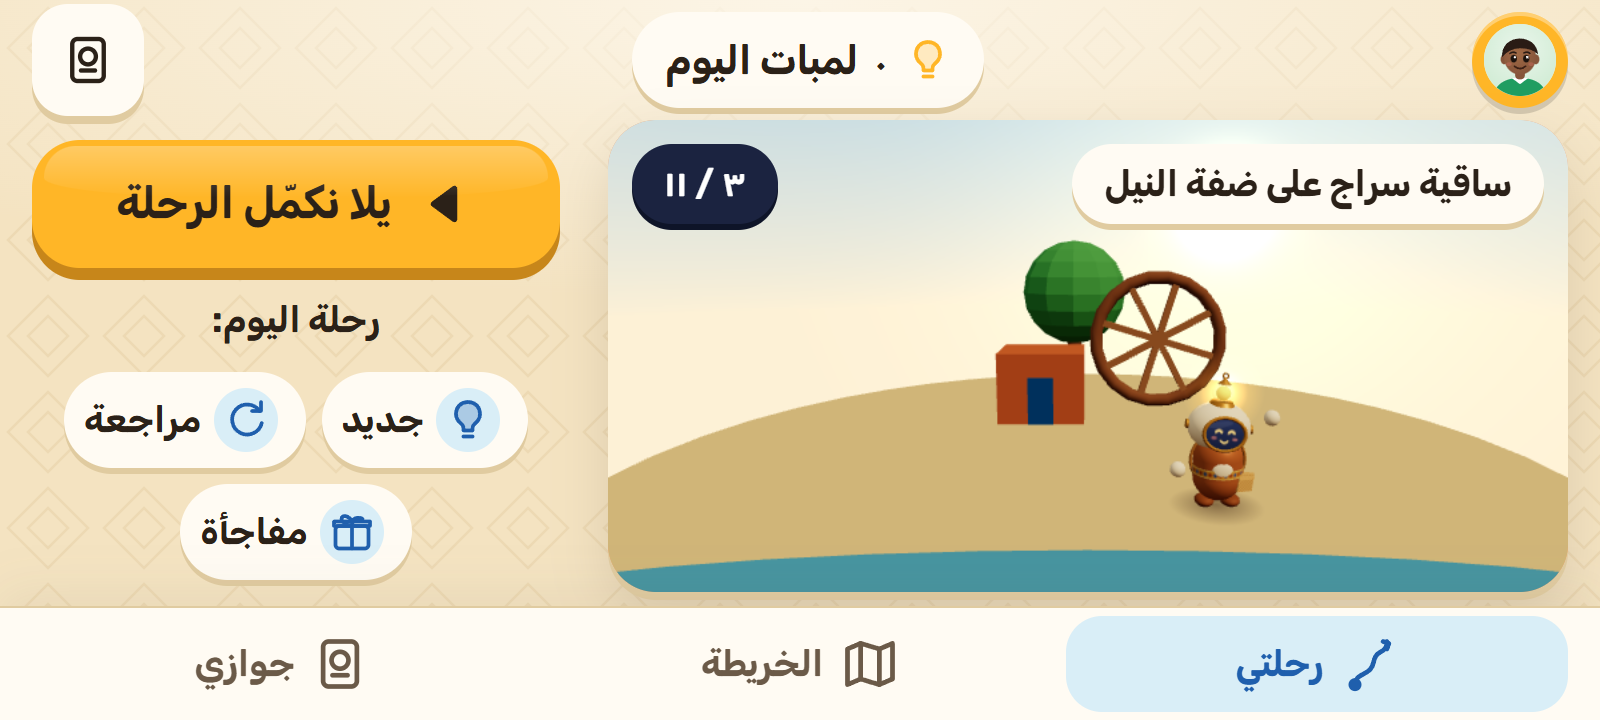 ٠ لمبات اليوم
ساقية سراج على ضفة النيل
٣ / ١١
يلا نكمّل الرحلة
رحلة اليوم:
جديد
مراجعة
مفاجأة
رحلتي
الخريطة
جوازي